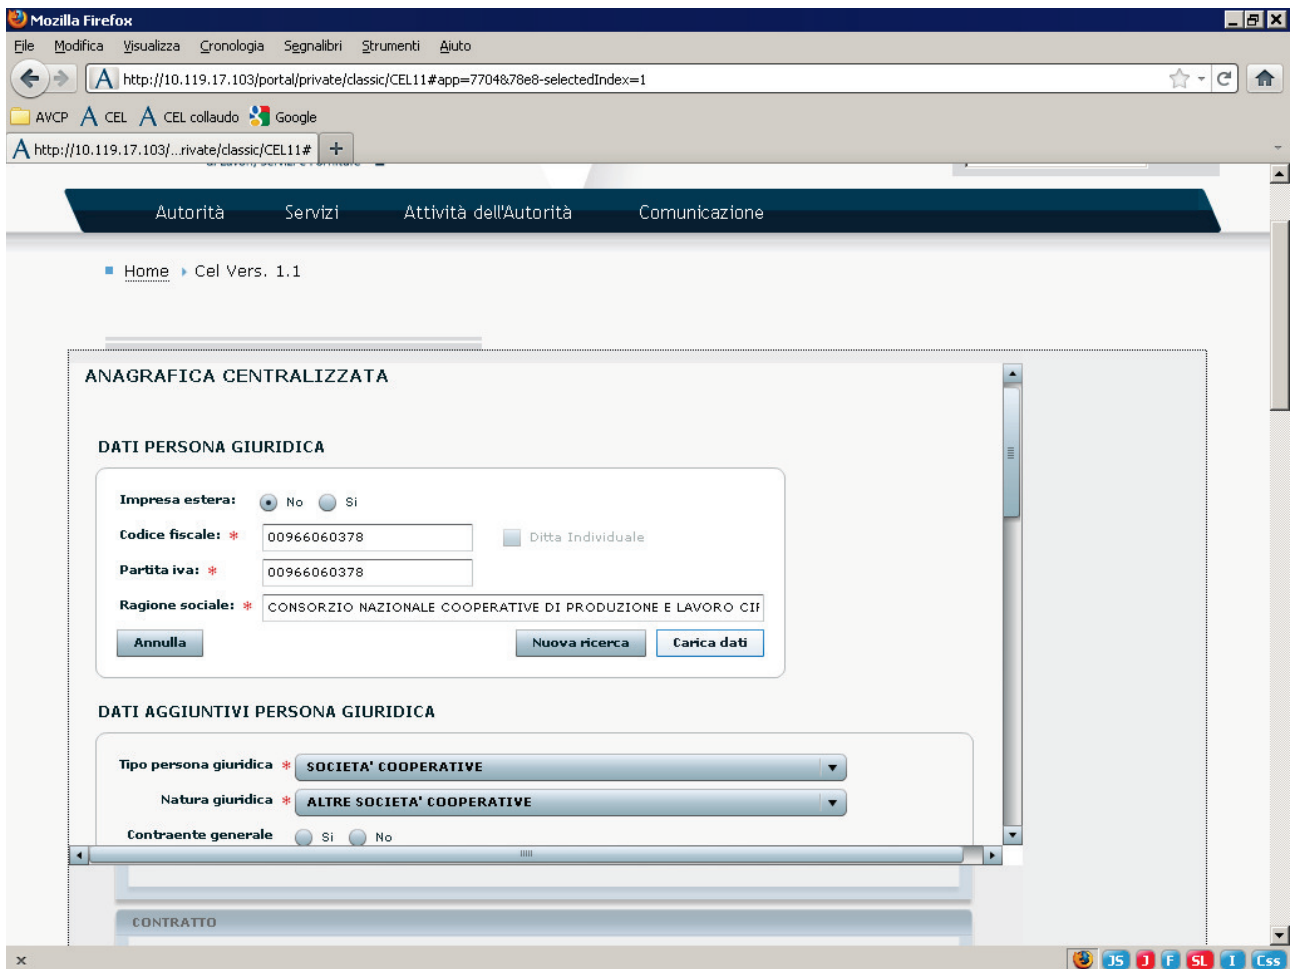 Mozilla Firefox
File Modifica Visualizza Cronologia Segnalibri Strumenti Aiuto
http://10.119.17.103/portal/private/classic/CEL11#app=7704&78e8-selectedIndex=1
AVCP CEL CEL collaudo Google
http://10.119.17.103/...rivate/classic/CEL11# +
Autorità Servizi Attività dell'Autorità Comunicazione
Home Cel Vers. 1.1
ANAGRAFICA CENTRALIZZATA
DATI PERSONA GIURIDICA
Impresa estera: No Si
Codice fiscale: * 00966060378 Ditta Individuale
Partita iva: * 00966060378
Ragione sociale: * CONSORZIO NAZIONALE COOPERATIVE DI PRODUZIONE E LAVORO
Annulla Nuova ricerca Carica dati
DATI AGGIUNTIVI PERSONA GIURIDICA
Tipo persona giuridica * SOCIETA' COOPERATIVE
Natura giuridica * ALTRE SOCIETA' COOPERATIVE
Contraente generale Si No
CONTRATTO
x JS J F SL I Css